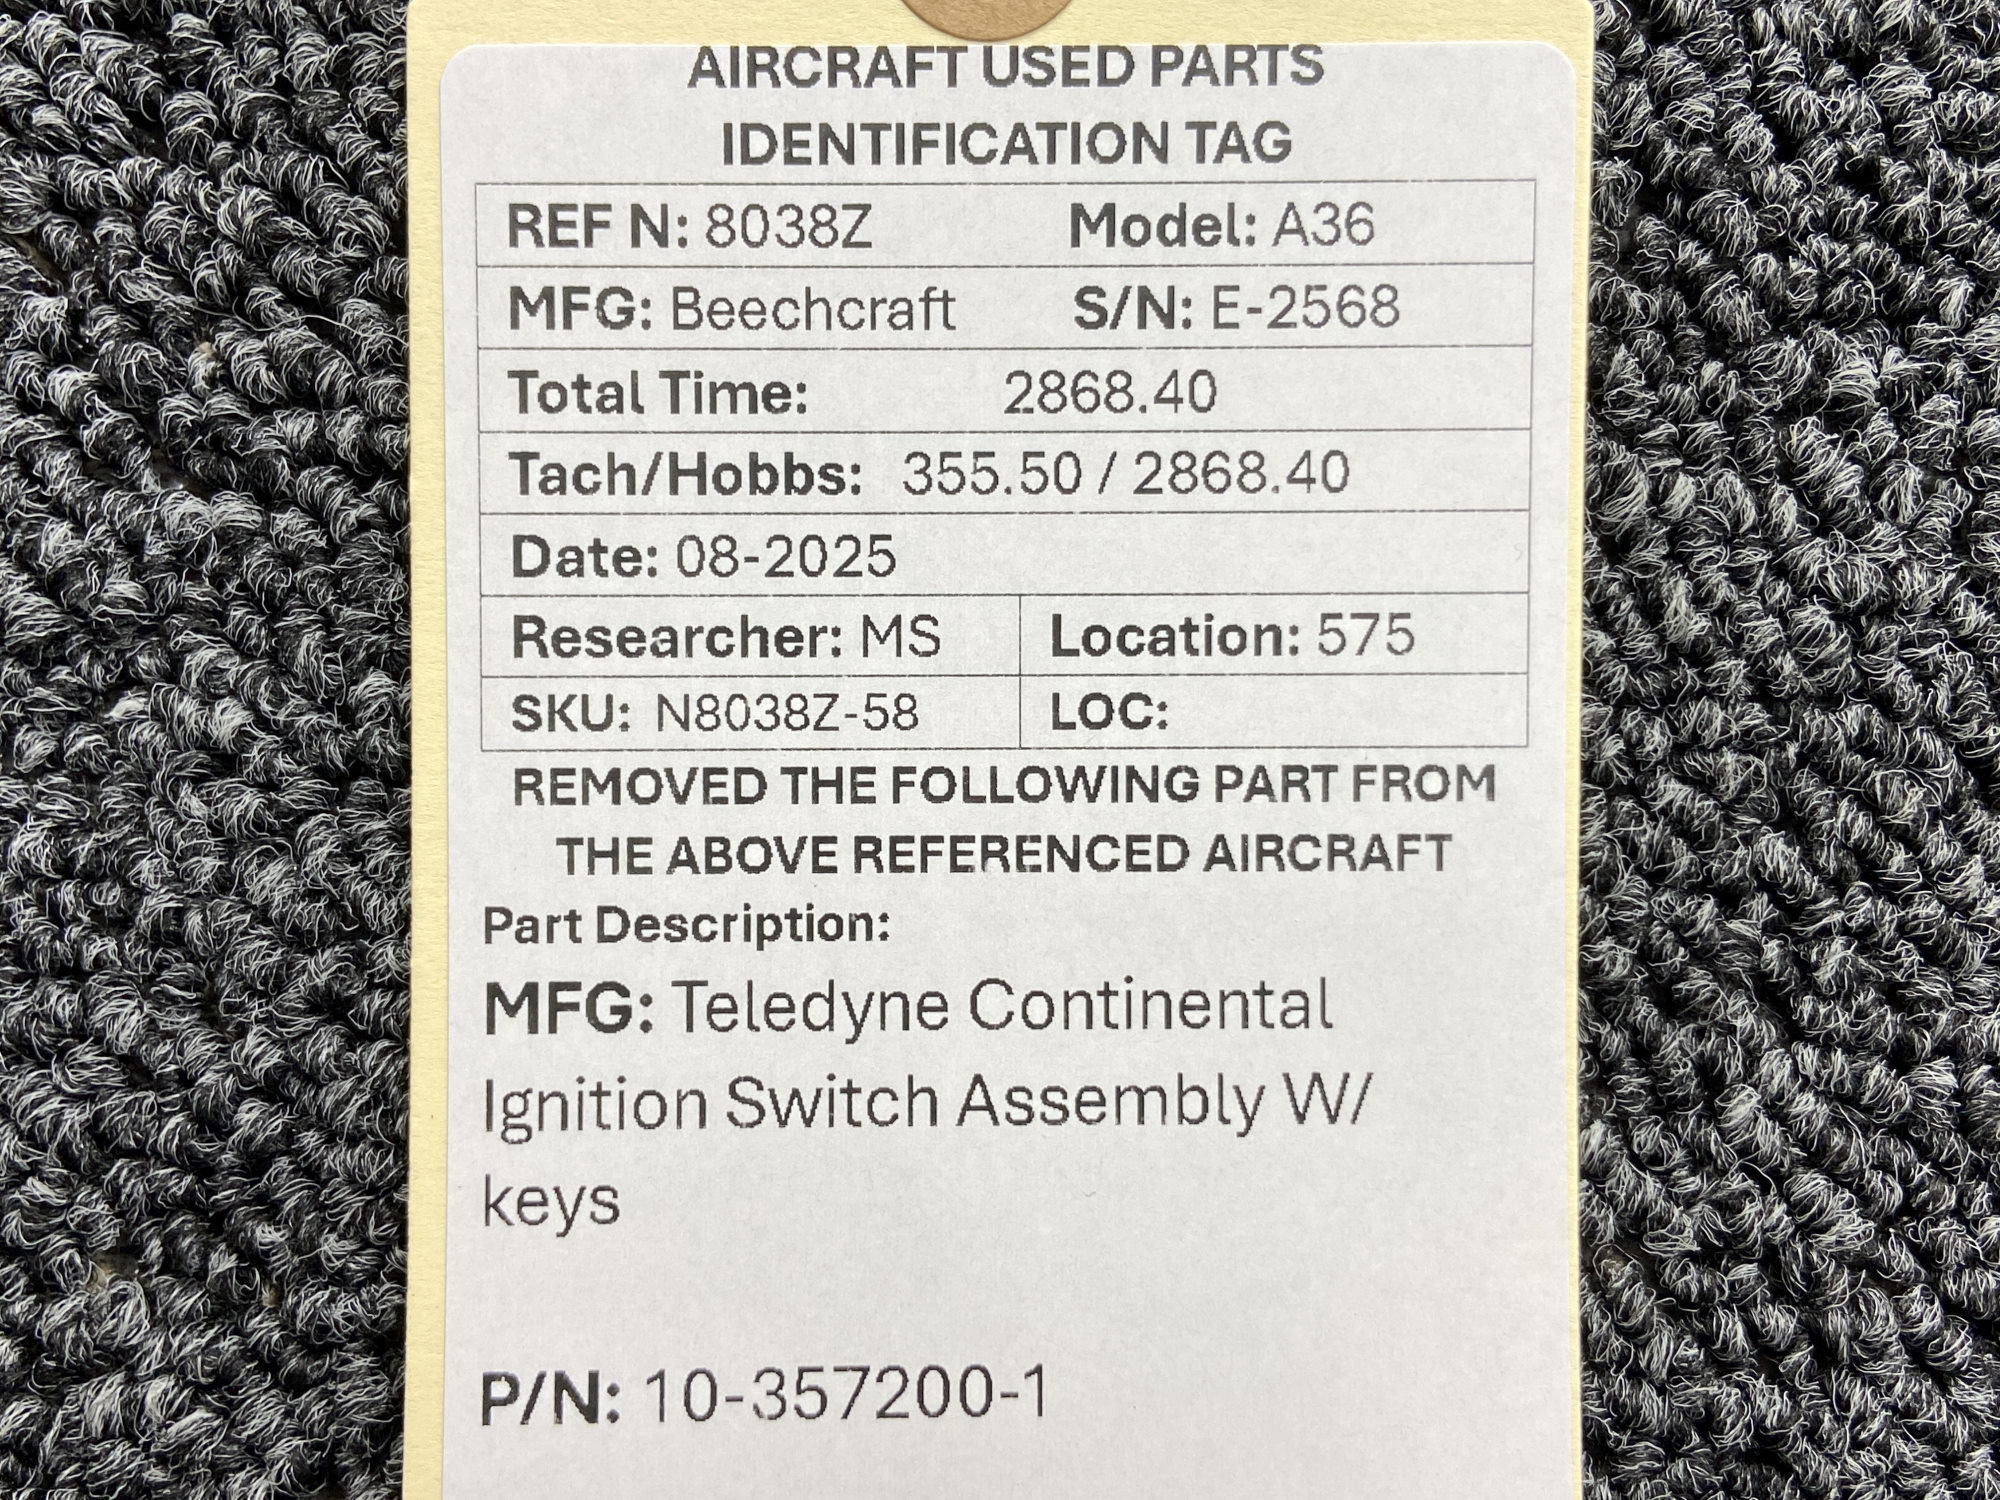 AIRCRAFT USED PARTS
IDENTIFICATION TAG
REF N: 8038Z Model: A36
MFG: Beechcraft S/N: E-2568
Total Time: 2868.40
Tach/Hobbs: 355.50 / 2868.40
Date: 08-2025
Researcher: MS Location: 575
SKU: N8038Z-58 LOC:
REMOVED THE FOLLOWING PART FROM
THE ABOVE REFERENCED AIRCRAFT
Part Description:
MFG: Teledyne Continental
Ignition Switch Assembly W/
keys
P/N: 10-357200-1